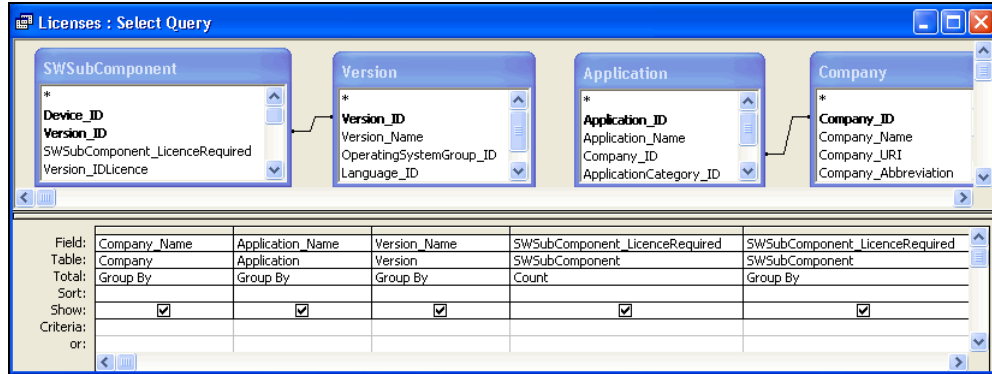 Licenses : Select Query
SWSubComponent
*
Device_ID
Version_ID
SWSubComponent_LicenceRequired
Version_IDLicence
Version
*
Version_ID
Version_Name
OperatingSystemGroup_ID
Language_ID
Application
*
Application_ID
Application_Name
Company_ID
ApplicationCategory_ID
Company
*
Company_ID
Company_Name
Company_URI
Company_Abbreviation
Field: Company_Name Application_Name Version_Name SWSubComponent_LicenceRequired SWSubComponent_LicenceRequired
Table: Company Application Version SWSubComponent SWSubComponent
Total: Group By Group By Group By Count Group By
Sort:
Show:
Criteria:
or: